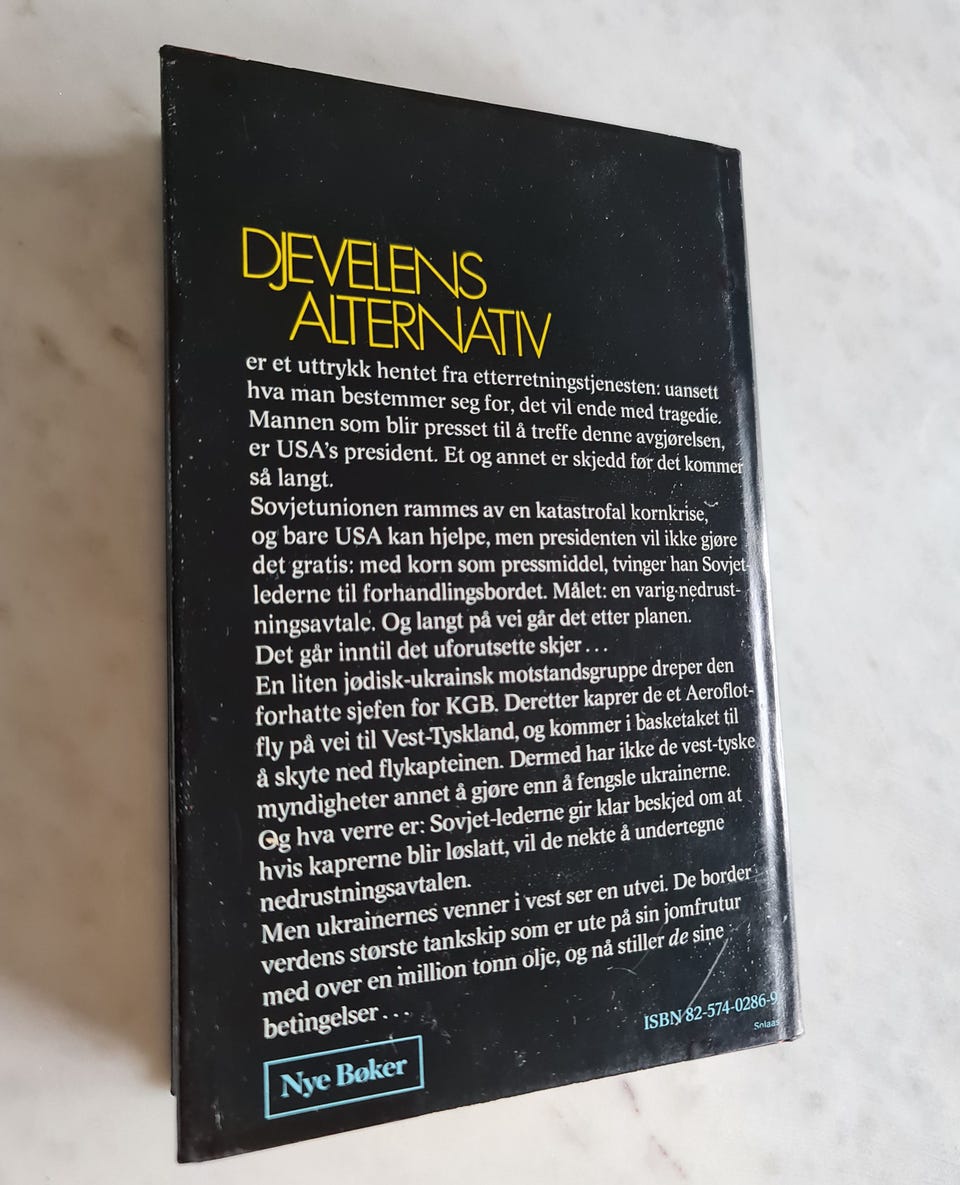 DJEVELENS
ALTERNATIV
er et uttrykk hentet fra etterretningstjenesten: uansett
hva man bestemmer seg for, det vil ende med tragedie.
Mannen som blir presset til å treffe denne avgjørelsen,
er USA's president. Et og annet er skjedd før det kommer
så langt.
Sovjetunionen rammes av en katastrofal kornkrise,
og bare USA kan hjelpe, men presidenten vil ikke gjøre
det gratis: med korn som pressmiddel, tvinger han Sovjet-
lederne til forhandlingsbordet. Målet: en varig nedrust-
ningsavtale. Og langt på vei går det etter planen.
Det går inntil det uforutsette skjer...
En liten jødisk-ukrainsk motstandsgruppe dreper den
forhatte sjefen for KGB. Deretter kaprer de et Aeroflot-
fly på vei til Vest-Tyskland, og kommer i basketaket til
å skyte ned flykapteinen. Dermed har ikke de vest-tyske
myndigheter annet å gjøre enn å fengsle ukrainerne.
Og hva verre er: Sovjet-lederne gir klar beskjed om at
hvis kaprerne blir løslatt, vil de nekte å undertegne
nedrustningsavtalen.
Men ukrainernes venner i vest ser en utvei. De border
verdens største tankskip som er ute på sin jomfrutur
med over en million tonn olje, og nå stiller de sine
betingelser...
ISBN 82-574-0286-9
Solaas
Nye Bøker